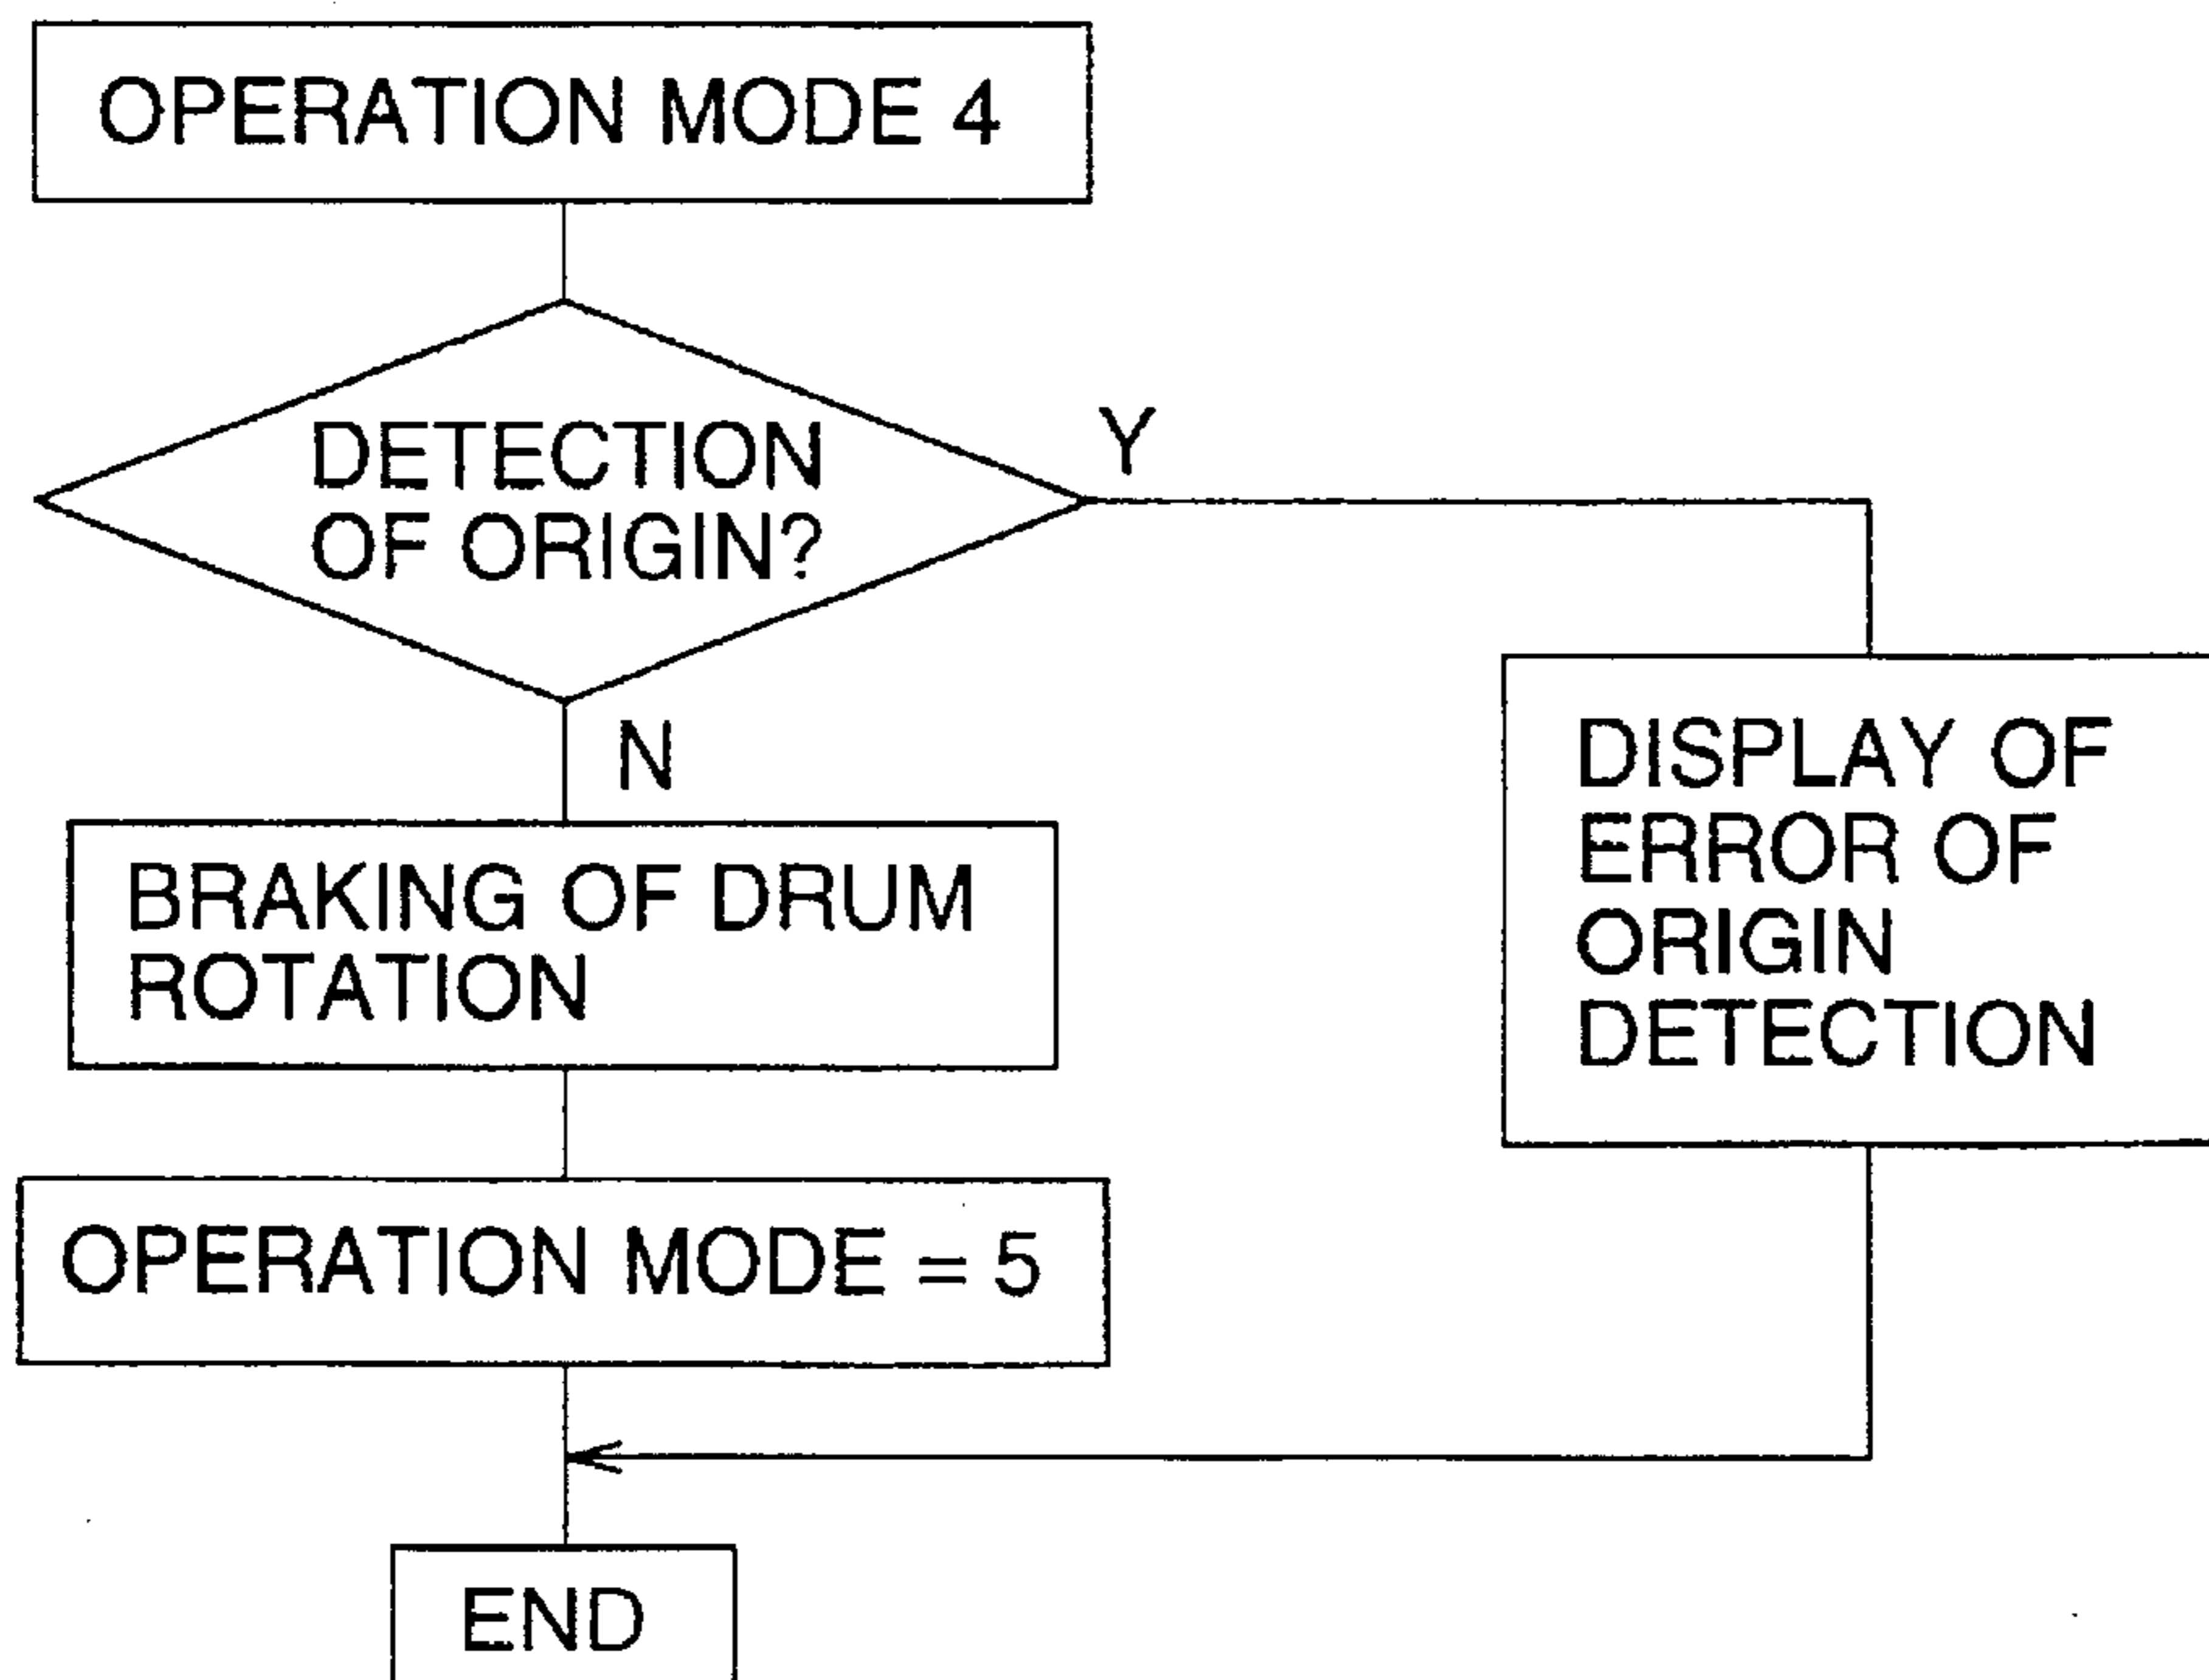 OPERATION MODE 4
DETECTION
OF ORIGIN?
Y
N
BRAKING OF DRUM
ROTATION
DISPLAY OF
ERROR OF
ORIGIN
DETECTION
OPERATION MODE = 5
END